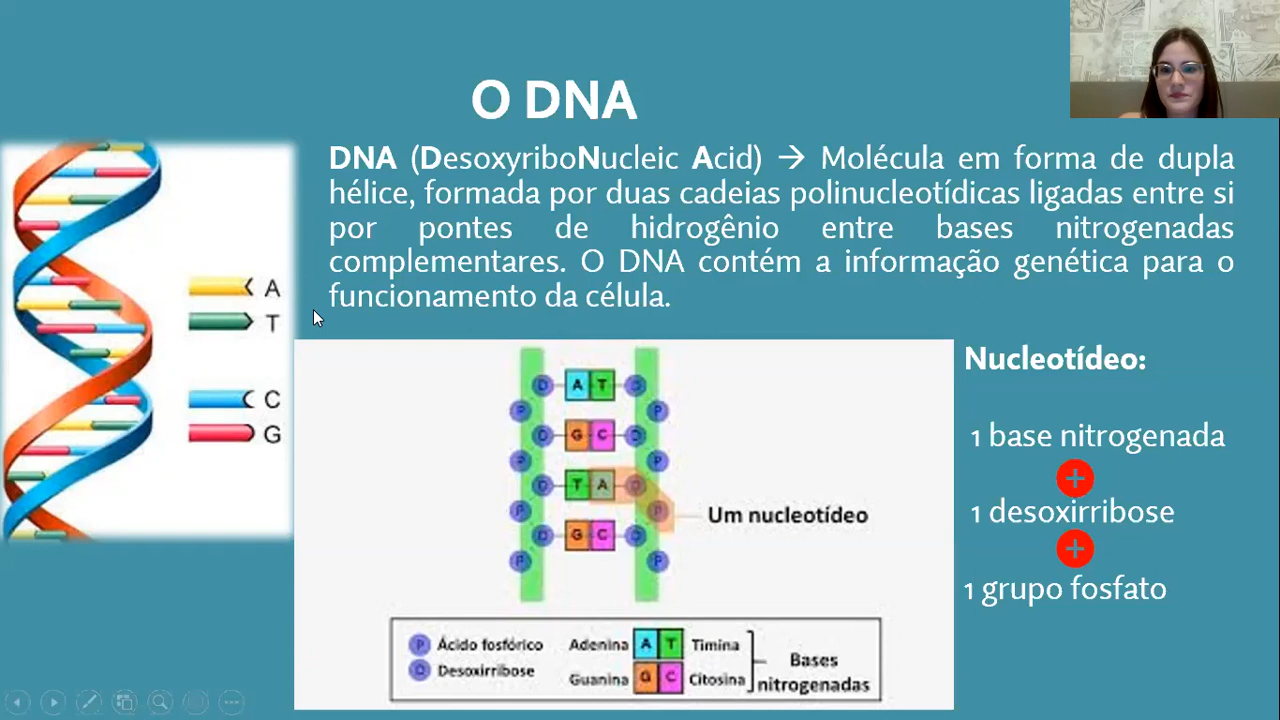 O DNA
DNA (DesoxyriboNucleic Acid) → Molécula em forma de dupla
hélice, formada por duas cadeias polinucleotídicas ligadas entre si
por pontes de hidrogênio entre bases nitrogenadas
complementares. O DNA contém a informação genética para o
funcionamento da célula.
A
T
C
G
D A T D
P P
D G C D
P P
D T A D
P P
Um nucleotídeo
D G C D
P P
P Ácido fosfórico
D Desoxirribose
Adenina A T Timina
Guanina G C Citosina
Bases
nitrogenadas
Nucleotídeo:
1 base nitrogenada
+
1 desoxirribose
+
1 grupo fosfato